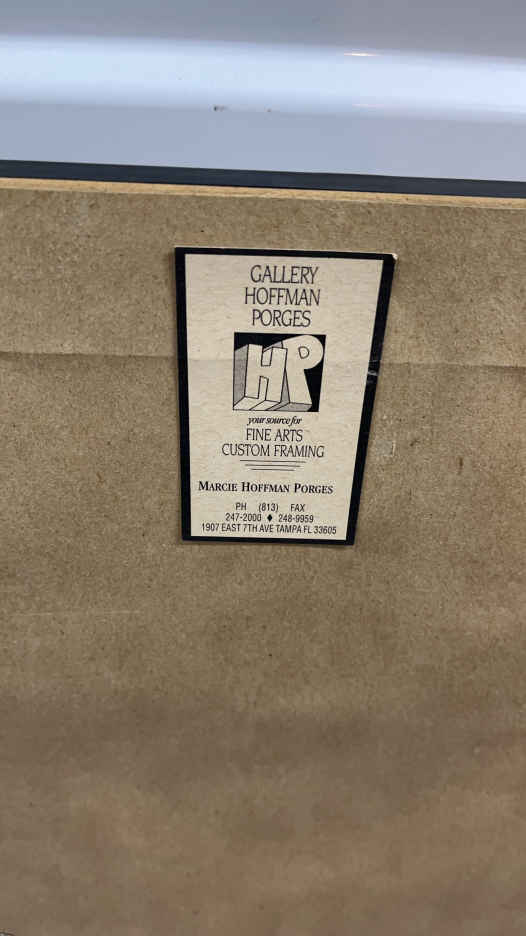 GALLERY
HOFFMAN
PORGES
HP
your source for
FINE ARTS
CUSTOM FRAMING
MARCIE HOFFMAN PORGES
PH (813) FAX
247-2000 ♦ 248-9959
1907 EAST 7TH AVE TAMPA FL 33605